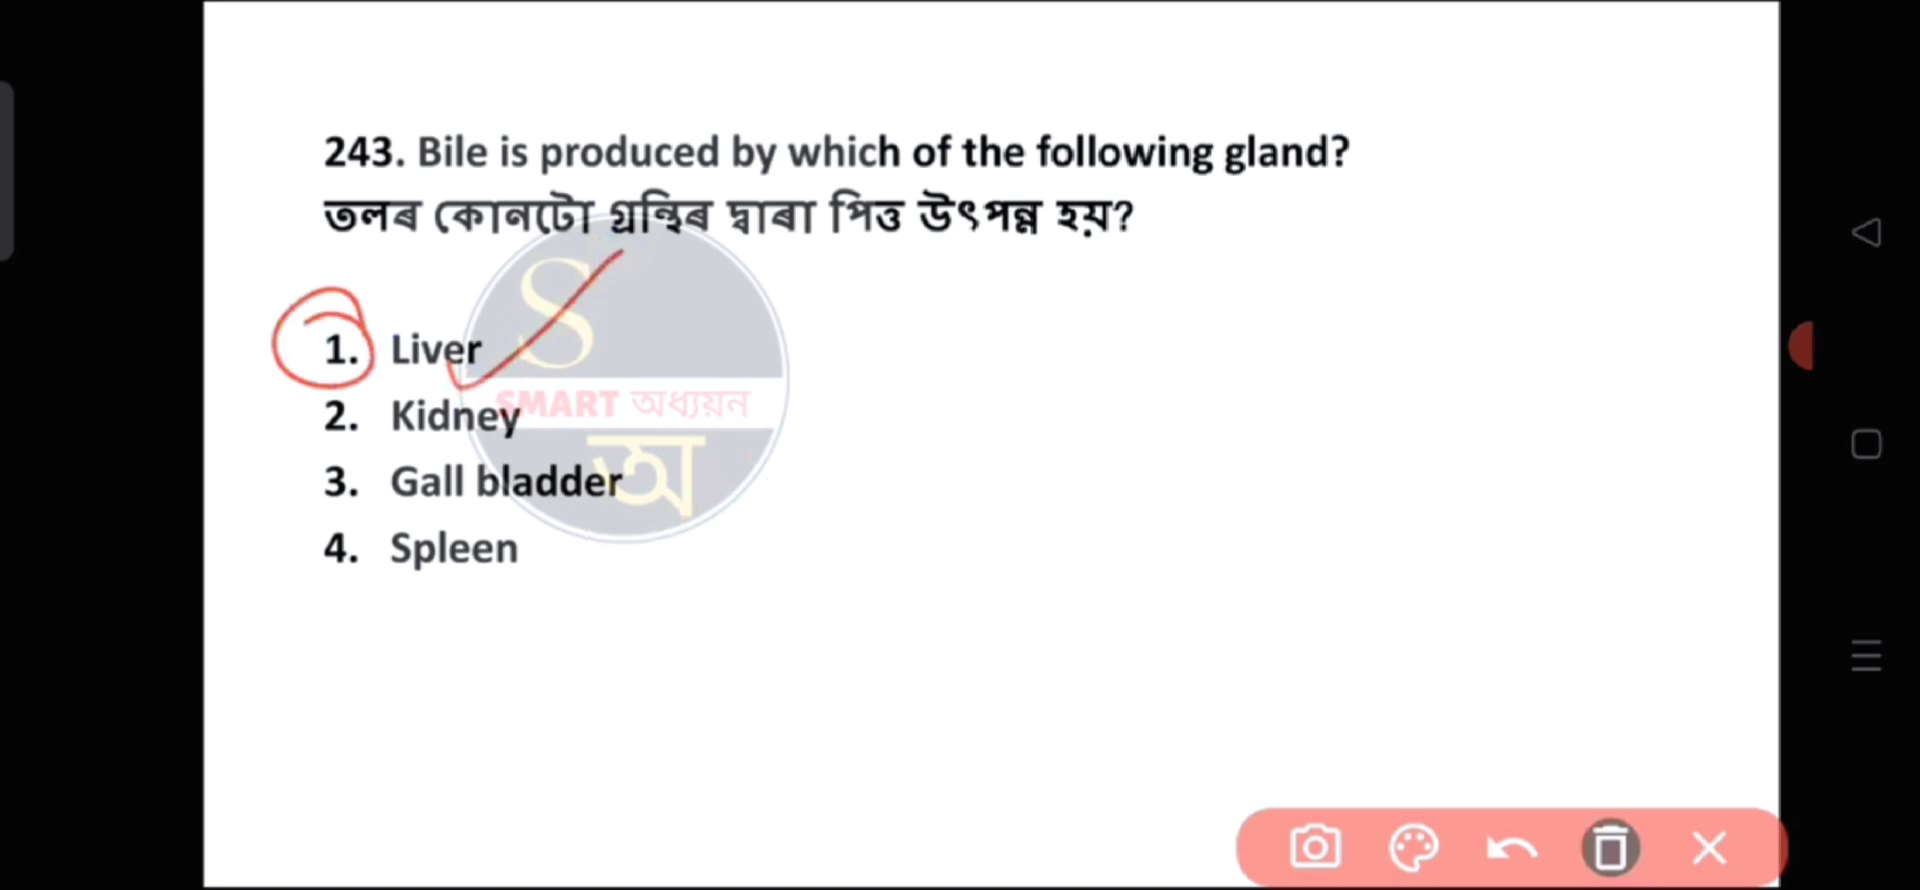 243. Bile is produced by which of the following gland?
তলৰ কোনটো গ্ৰন্থিৰ দ্বাৰা পিত্ত উৎপন্ন হয়?
1. Liver
2. Kidney
3. Gall bladder
4. Spleen
S
SMART অধ্যয়ন
অ